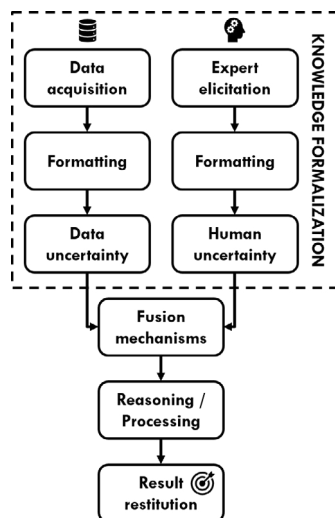 Data
acquisition
Expert
elicitation
Formatting
Formatting
Data
uncertainty
Human
uncertainty
KNOWLEDGE FORMALIZATION
Fusion
mechanisms
Reasoning /
Processing
Result
restitution